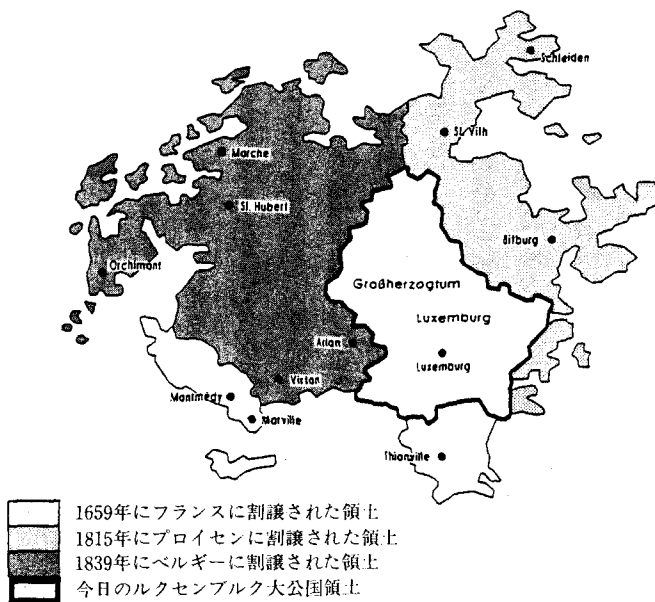 Schleiden
St. Vith
Marche
St. Hubert
Bitburg
Orchimont
Großherzogtum
Luxemburg
Arlon
Luxemburg
Virton
Montmédy
Marville
Thionville
1659年にフランスに割譲された領土
1815年にプロイセンに割譲された領土
1839年にベルギーに割譲された領土
今日のルクセンブルク大公国領土